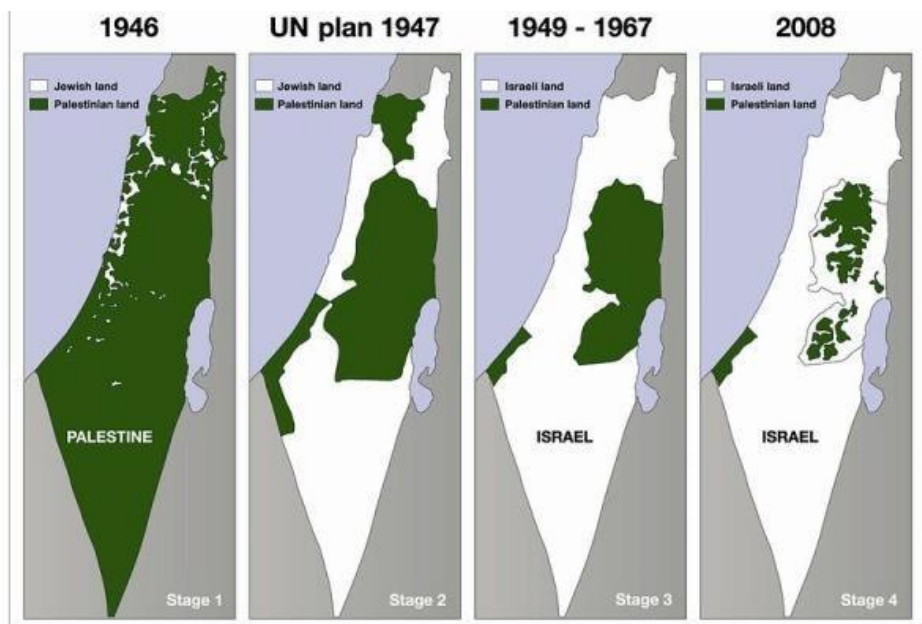 1946
Jewish land
Palestinian land
PALESTINE
Stage 1
UN plan 1947
Jewish land
Palestinian land
Stage 2
1949 - 1967
Israeli land
Palestinian land
ISRAEL
Stage 3
2008
Israeli land
Palestinian land
ISRAEL
Stage 4